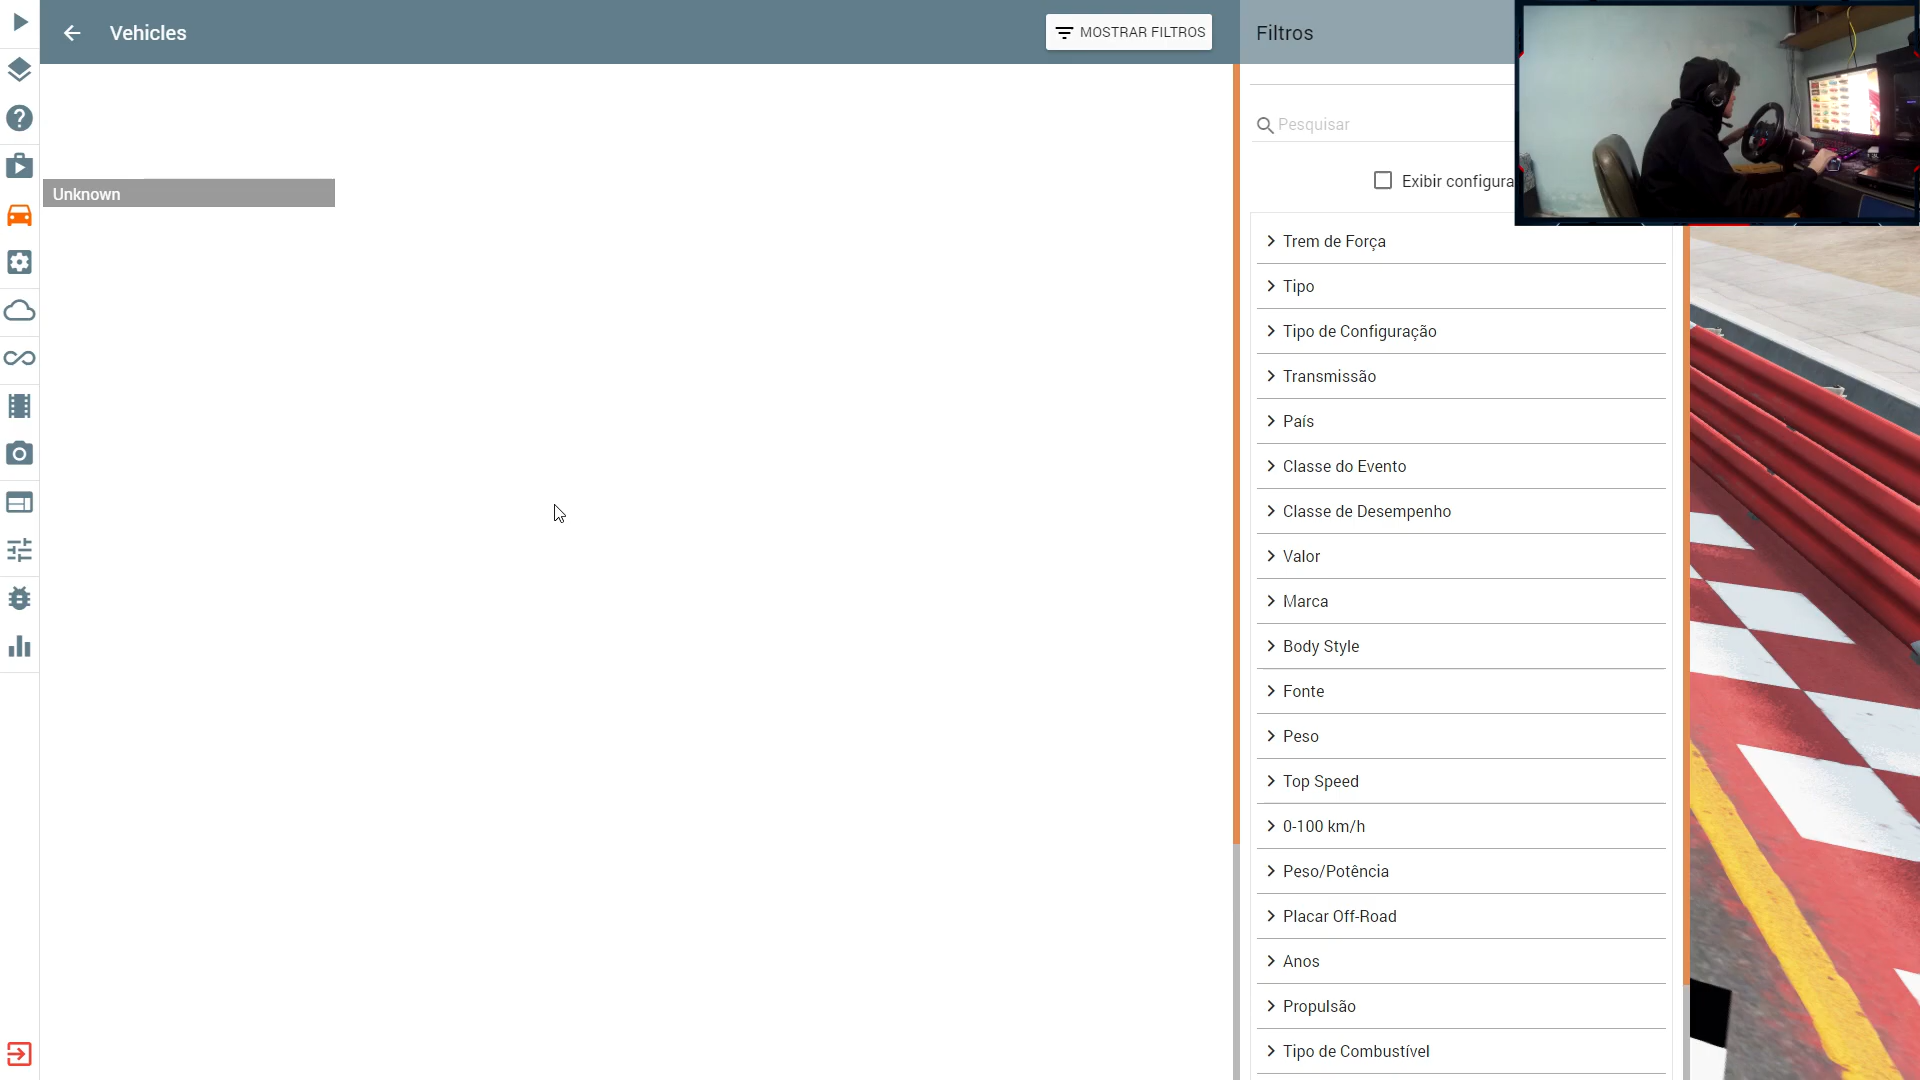 Vehicles
MOSTRAR FILTROS
Filtros
Pesquisar
Unknown
Exibir configura
Trem de Força
Tipo
Tipo de Configuração
Transmissão
País
Classe do Evento
Classe de Desempenho
Valor
Marca
Body Style
Fonte
Peso
Top Speed
0-100 km/h
Peso/Potência
Placar Off-Road
Anos
Propulsão
Tipo de Combustível